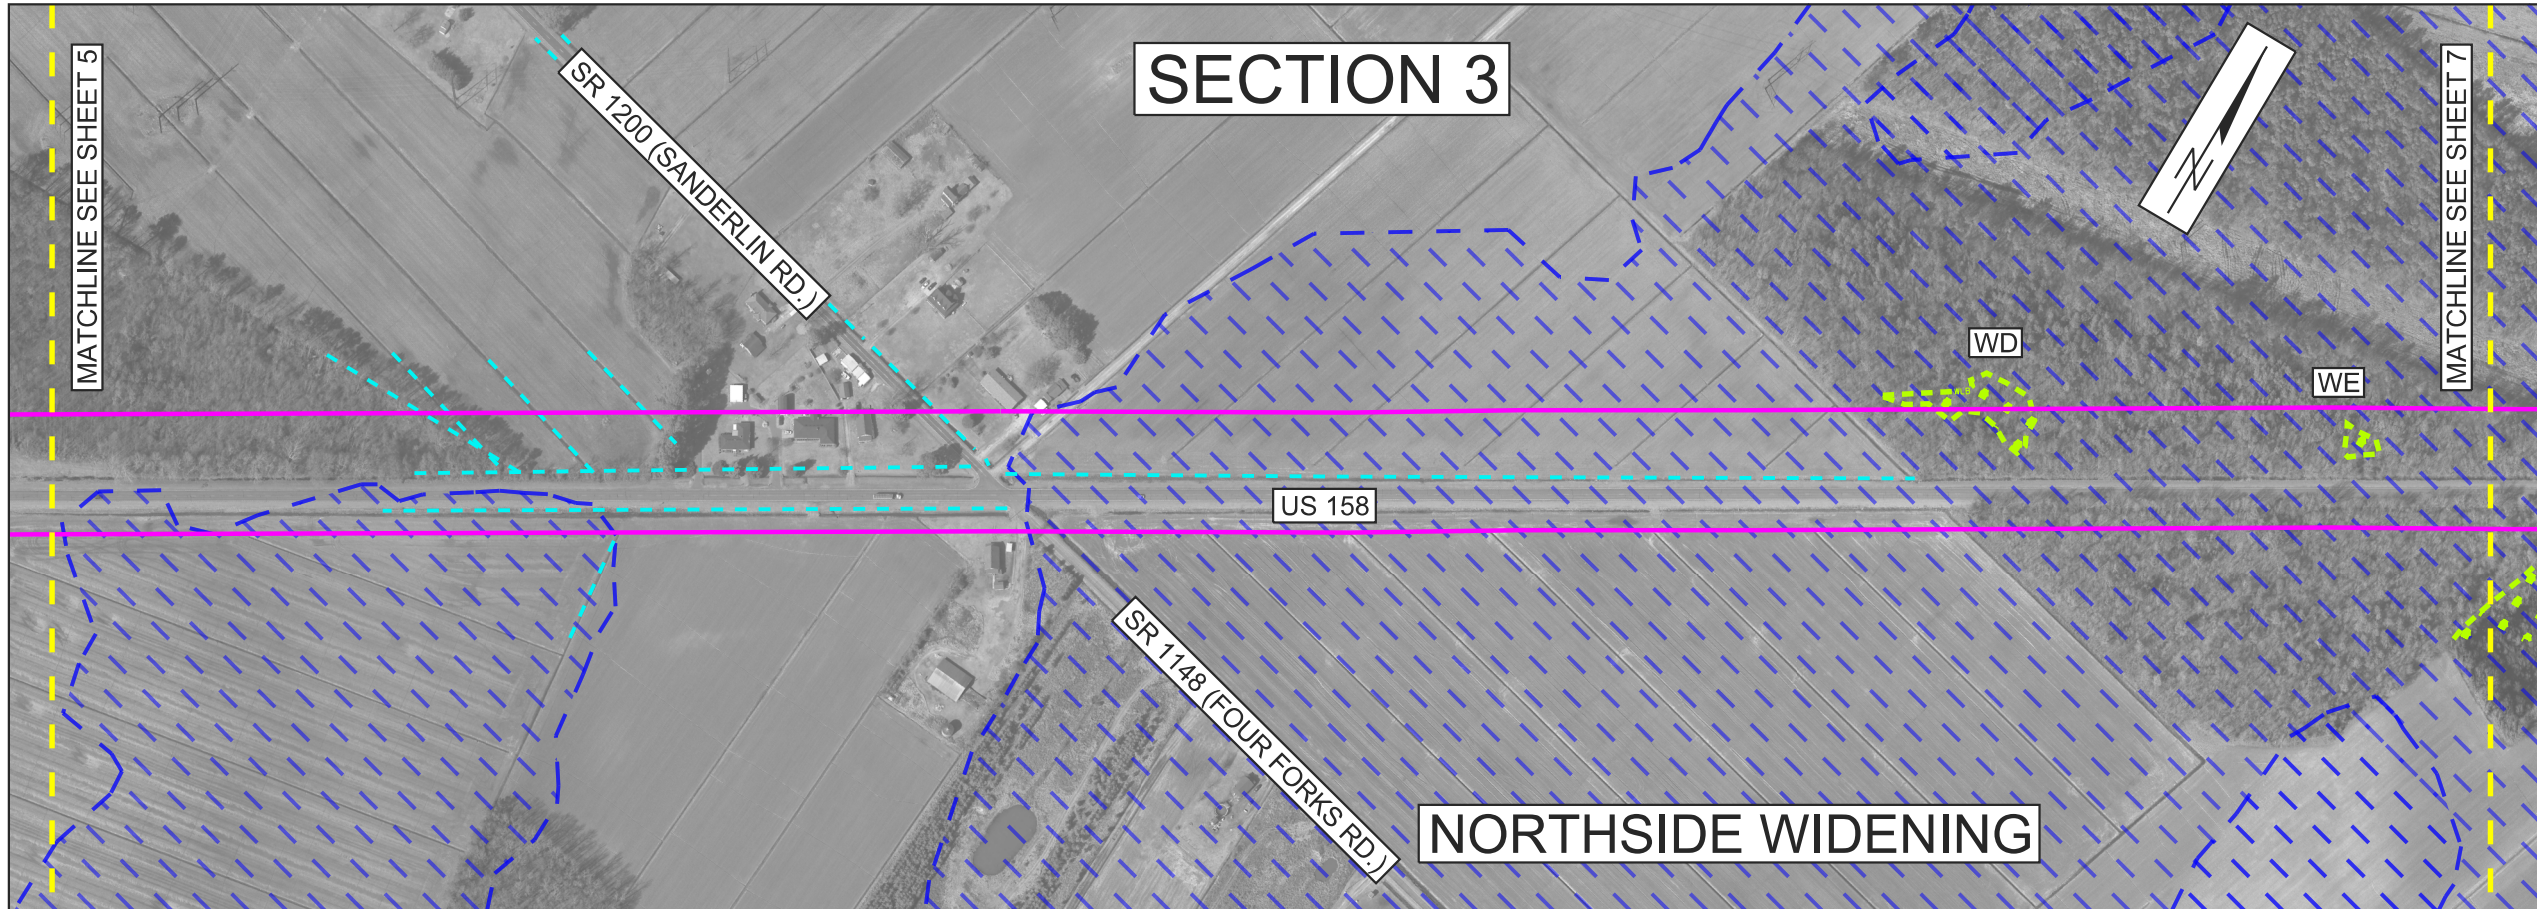 SECTION 3
MATCHLINE SEE SHEET 5
SR 1200 (SANDERLIN RD.)
N
MATCHLINE SEE SHEET 7
WD
WE
WLB
US 158
SR 1148 (FOUR FORKS RD.)
NORTHSIDE WIDENING